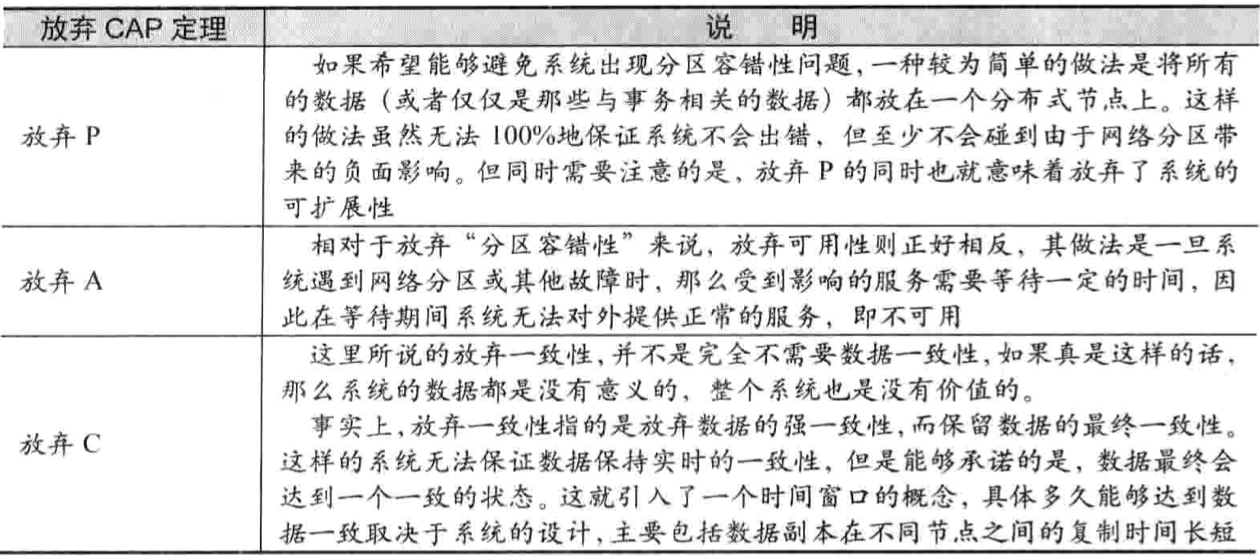 放弃 CAP 定理 说 明
如果希望能够避免系统出现分区容错性问题，一种较为简单的做法是将所有
的数据（或者仅仅是那些与事务相关的数据）都放在一个分布式节点上。这样
放弃 P 的做法虽然无法 100%地保证系统不会出错，但至少不会碰到由于网络分区带
来的负面影响。但同时需要注意的是，放弃 P 的同时也就意味着放弃了系统的
可扩展性
相对于放弃“分区容错性”来说，放弃可用性则正好相反，其做法是一旦系
放弃 A 统遇到网络分区或其他故障时，那么受到影响的服务需要等待一定的时间，因
此在等待期间系统无法对外提供正常的服务，即不可用
这里所说的放弃一致性，并不是完全不需要数据一致性，如果真是这样的话，
那么系统的数据都是没有意义的，整个系统也是没有价值的。
事实上，放弃一致性指的是放弃数据的强一致性，而保留数据的最终一致性。
放弃 C 这样的系统无法保证数据保持实时的一致性，但是能够承诺的是，数据最终会
达到一个一致的状态。这就引入了一个时间窗口的概念，具体多久能够达到数
据一致取决于系统的设计，主要包括数据副本在不同节点之间的复制时间长短